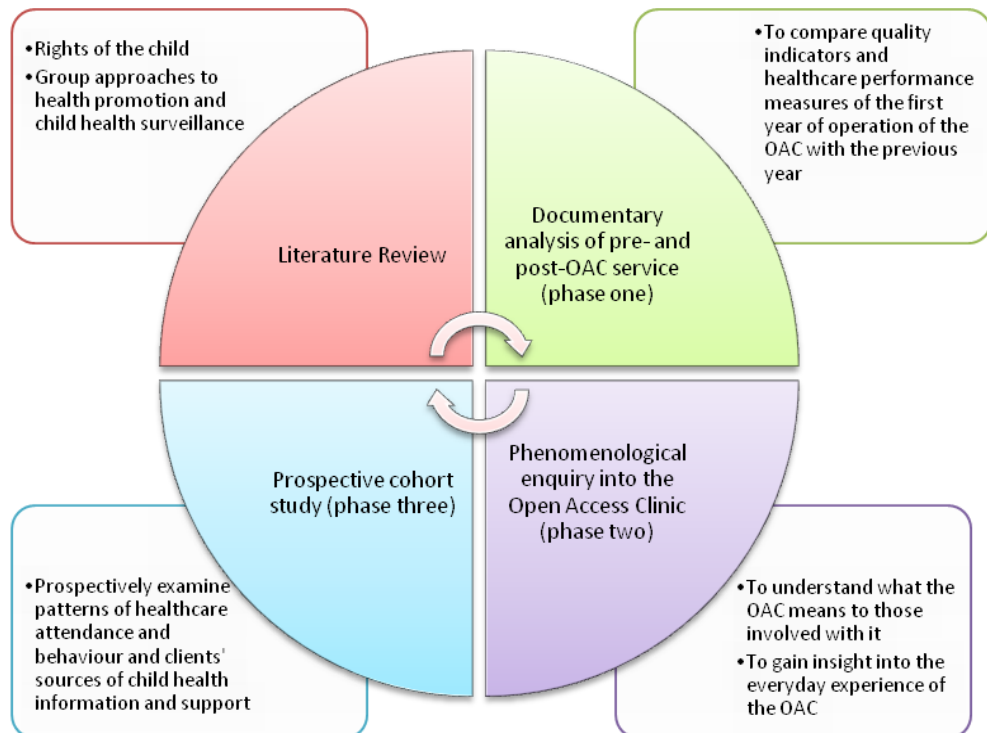 •Rights of the child
•Group approaches to
health promotion and
child health surveillance
•To compare quality
indicators and
healthcare performance
measures of the first
year of operation of the
OAC with the previous
year
Literature Review
Documentary
analysis of pre- and
post-OAC service
(phase one)
Prospective cohort
study (phase three)
Phenomenological
enquiry into the
Open Access Clinic
(phase two)
•Prospectively examine
patterns of healthcare
attendance and
behaviour and clients'
sources of child health
information and support
•To understand what the
OAC means to those
involved with it
•To gain insight into the
everyday experience of
the OAC